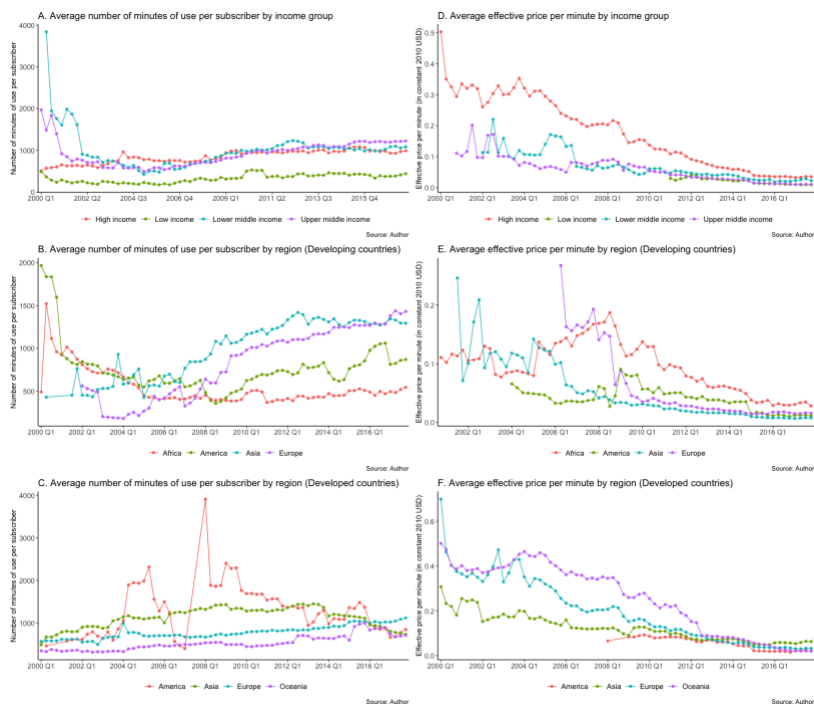 A. Average number of minutes of use per subscriber by income group
Number of minutes of use per subscriber
4000
3000
2000
1000
0
2000 Q1 2002 Q2 2004 Q3 2006 Q4 2009 Q1 2011 Q2 2013 Q3 2015 Q4
High income Low income Lower middle income Upper middle income
Source: Author
D. Average effective price per minute by income group
Effective price per minute (in constant 2010 USD)
0.5
0.4
0.3
0.2
0.1
0.0
2000 Q1 2002 Q1 2004 Q1 2006 Q1 2008 Q1 2010 Q1 2012 Q1 2014 Q1 2016 Q1
High income Low income Lower middle income Upper middle income
Source: Author
B. Average number of minutes of use per subscriber by region (Developing countries)
Number of minutes of use per subscriber
2000
1500
1000
500
2000 Q1 2002 Q1 2004 Q1 2006 Q1 2008 Q1 2010 Q1 2012 Q1 2014 Q1 2016 Q1
Africa America Asia Europe
Source: Author
E. Average effective price per minute by region (Developing countries)
Effective price per minute (in constant 2010 USD)
0.2
0.1
0.0
2002 Q1 2004 Q1 2006 Q1 2008 Q1 2010 Q1 2012 Q1 2014 Q1 2016 Q1
Africa America Asia Europe
Source: Author
C. Average number of minutes of use per subscriber by region (Developed countries)
Number of minutes of use per subscriber
4000
3000
2000
1000
2000 Q1 2002 Q1 2004 Q1 2006 Q1 2008 Q1 2010 Q1 2012 Q1 2014 Q1 2016 Q1
America Asia Europe Oceania
Source: Author
F. Average effective price per minute by region (Developed countries)
Effective price per minute (in constant 2010 USD)
0.6
0.4
0.2
0.0
2000 Q1 2002 Q1 2004 Q1 2006 Q1 2008 Q1 2010 Q1 2012 Q1 2014 Q1 2016 Q1
America Asia Europe Oceania
Source: Author